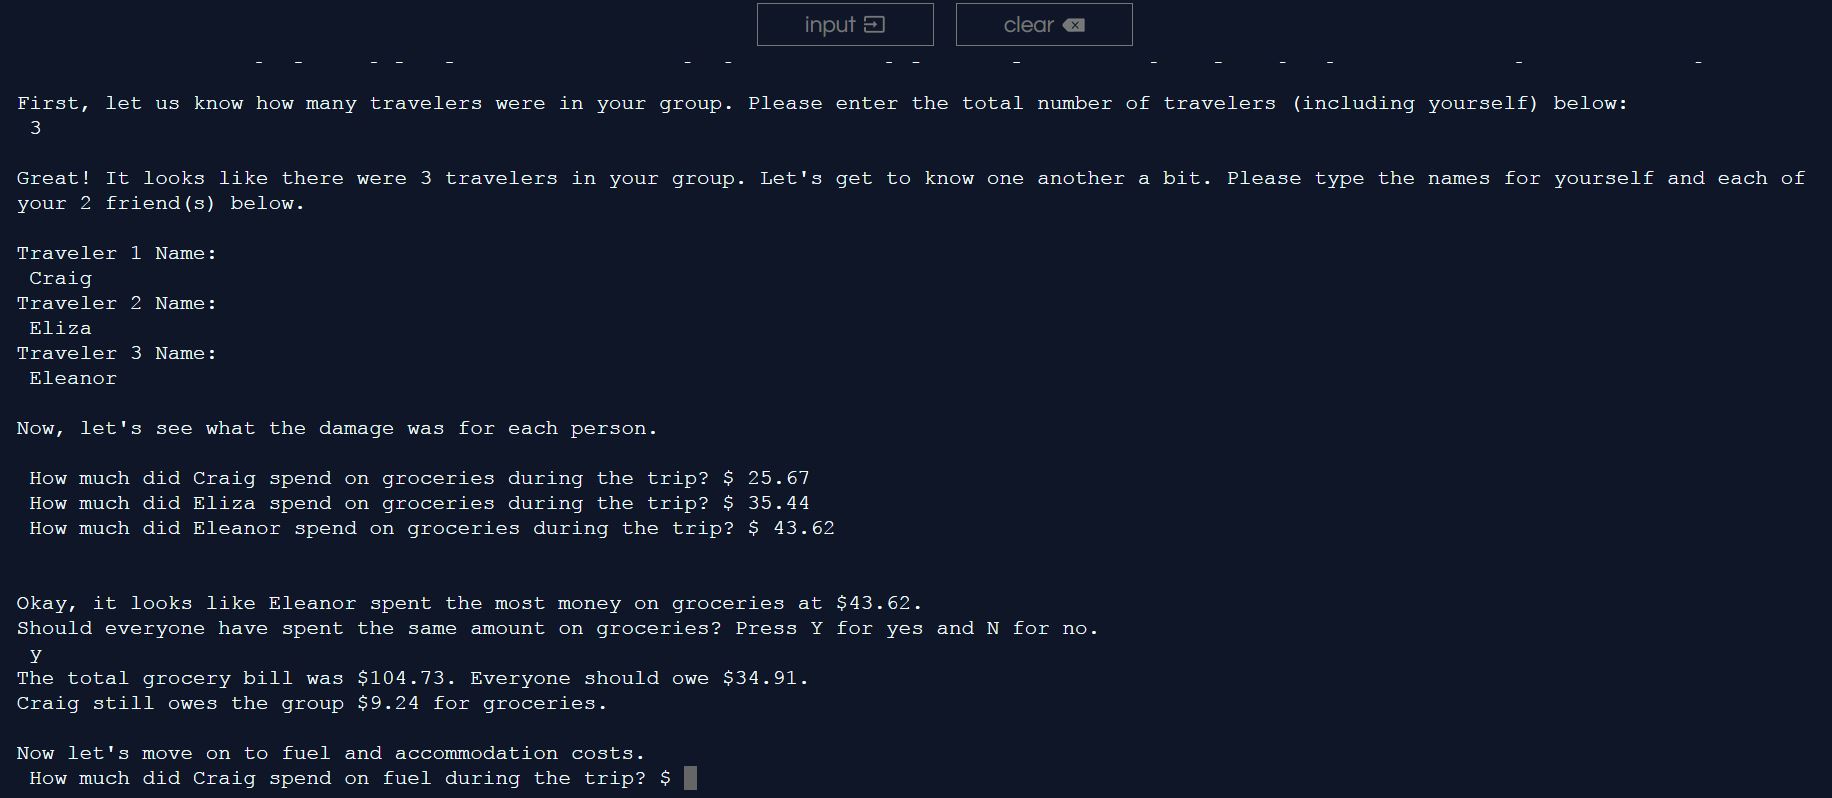 input
clear
First, let us know how many travelers were in your group. Please enter the total number of travelers (including yourself) below:
3
Great! It looks like there were 3 travelers in your group. Let's get to know one another a bit. Please type the names for yourself and each of
your 2 friend(s) below.
Traveler 1 Name:
Craig
Traveler 2 Name:
Eliza
Traveler 3 Name:
Eleanor
Now, let's see what the damage was for each person.
How much did Craig spend on groceries during the trip? $ 25.67
How much did Eliza spend on groceries during the trip? $ 35.44
How much did Eleanor spend on groceries during the trip? $ 43.62
Okay, it looks like Eleanor spent the most money on groceries at $43.62.
Should everyone have spent the same amount on groceries? Press Y for yes and N for no.
y
The total grocery bill was $104.73. Everyone should owe $34.91.
Craig still owes the group $9.24 for groceries.
Now let's move on to fuel and accommodation costs.
How much did Craig spend on fuel during the trip? $